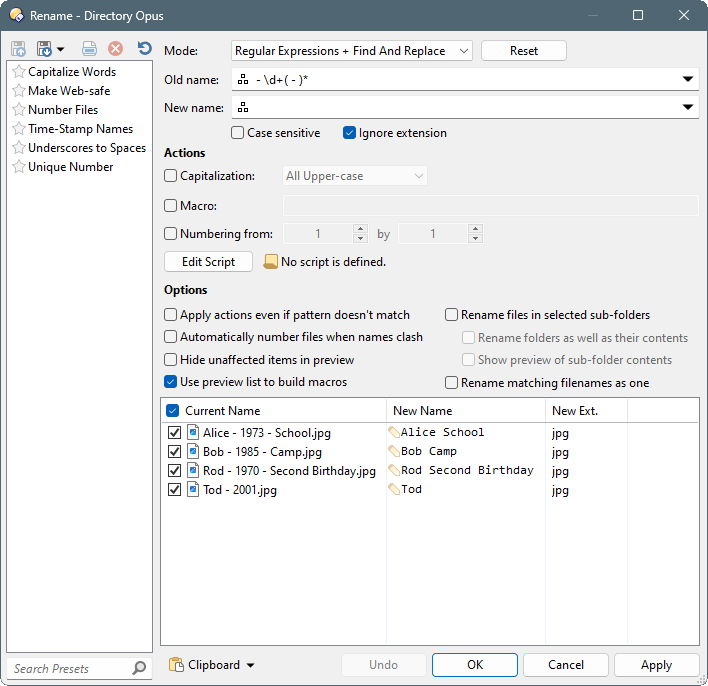 Rename - Directory Opus
Mode: Regular Expressions + Find And Replace Reset
Old name: - \d+( - )*
New name:
Case sensitive Ignore extension
Actions
Capitalization: All Upper-case
Macro:
Numbering from: 1 by 1
Edit Script No script is defined.
Options
Apply actions even if pattern doesn't match
Automatically number files when names clash
Hide unaffected items in preview
Use preview list to build macros
Rename files in selected sub-folders
Rename folders as well as their contents
Show preview of sub-folder contents
Rename matching filenames as one
Capitalize Words
Make Web-safe
Number Files
Time-Stamp Names
Underscores to Spaces
Unique Number
Search Presets
Current Name New Name New Ext.
Alice - 1973 - School.jpg Alice School jpg
Bob - 1985 - Camp.jpg Bob Camp jpg
Rod - 1970 - Second Birthday.jpg Rod Second Birthday jpg
Tod - 2001.jpg Tod jpg
Clipboard Undo OK Cancel Apply